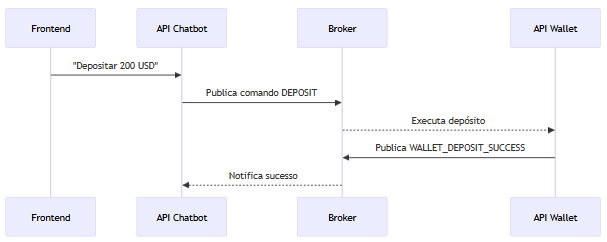 Frontend
API Chatbot
Broker
API Wallet
"Depositar 200 USD"
Publica comando DEPOSIT
Executa depósito
Publica WALLET_DEPOSIT_SUCCESS
Notifica sucesso
Frontend
API Chatbot
Broker
API Wallet